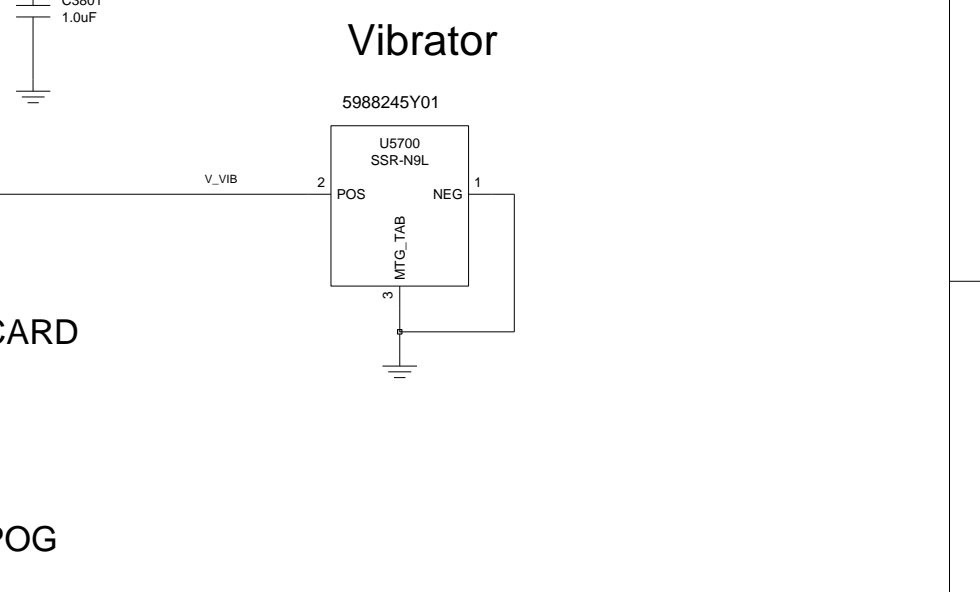 C3801
1.0uF
Vibrator
5988245Y01
U5700
SSR-N9L
V_VIB
2
1
POS
NEG
MTG_TAB
3
CARD
POG